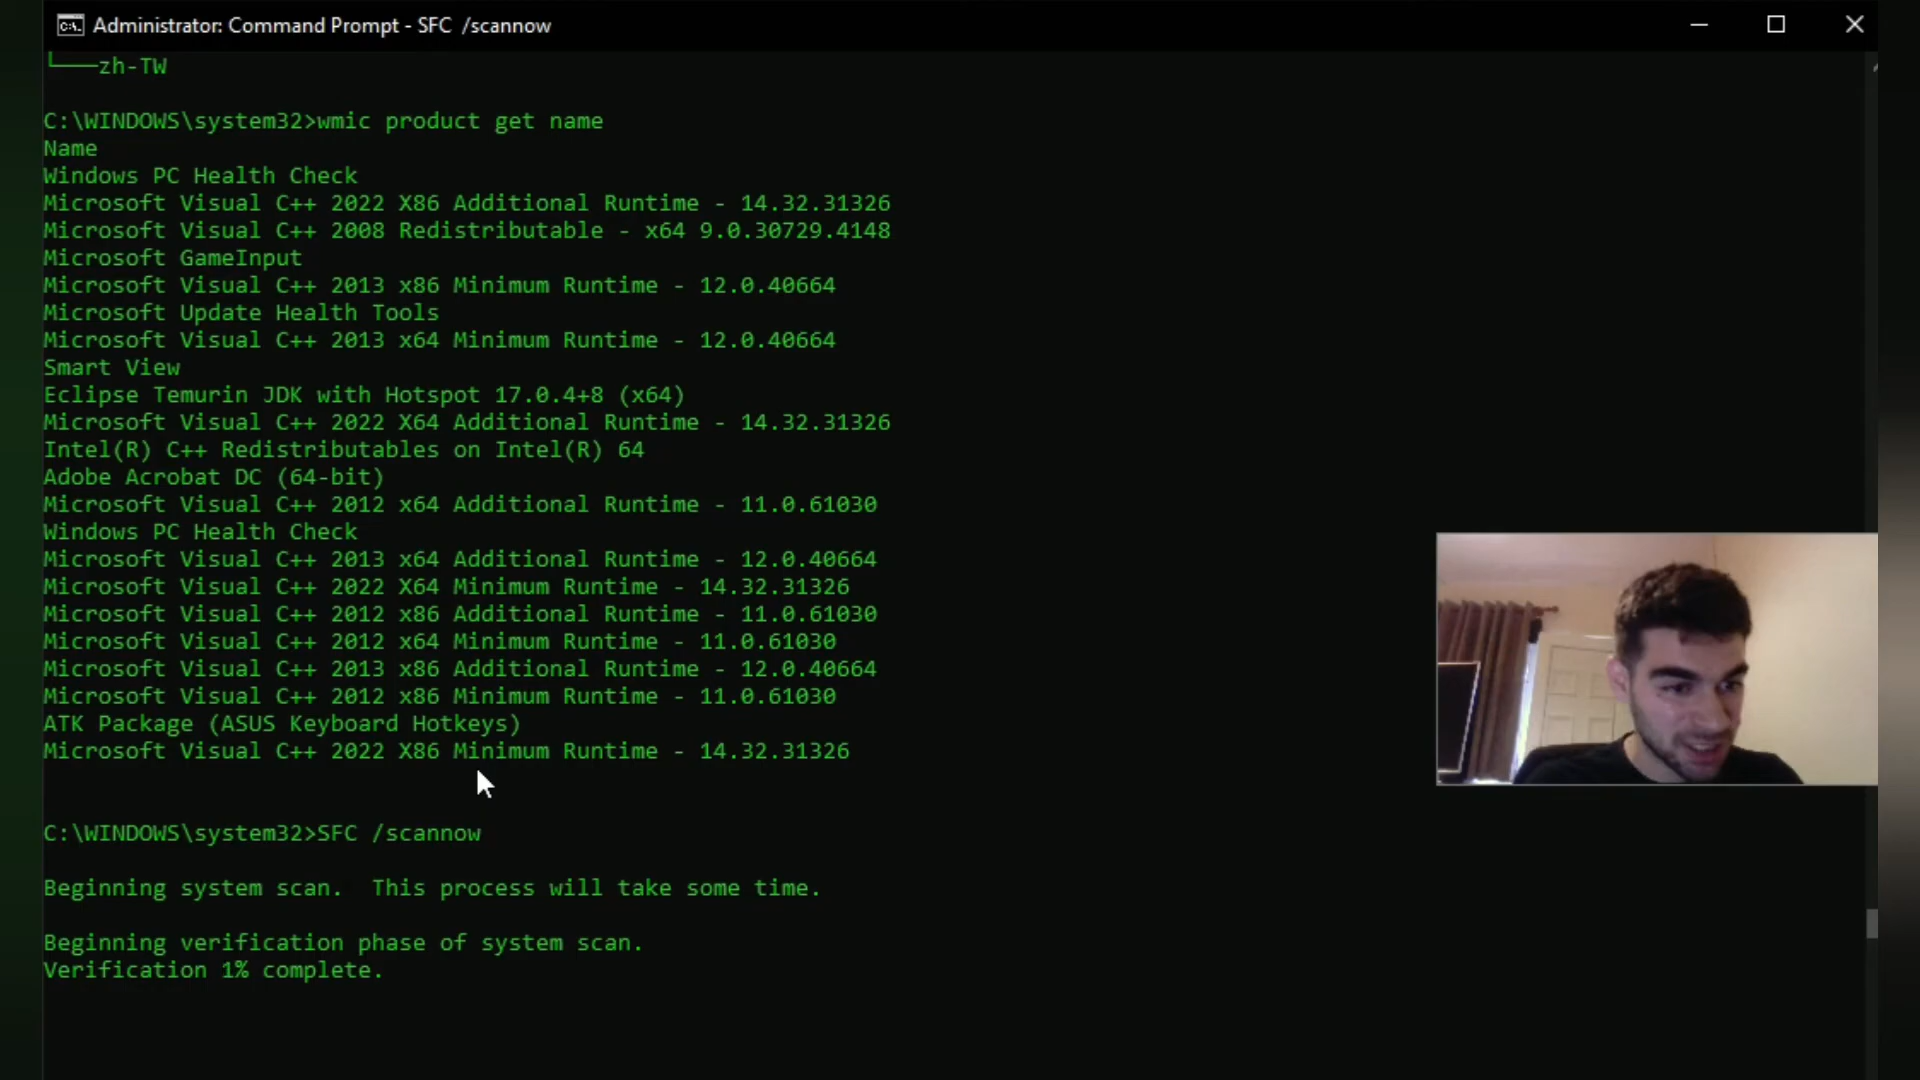 Administrator: Command Prompt - SFC /scannow
└───zh-TW
C:\WINDOWS\system32>wmic product get name
Name
Windows PC Health Check
Microsoft Visual C++ 2022 X86 Additional Runtime - 14.32.31326
Microsoft Visual C++ 2008 Redistributable - x64 9.0.30729.4148
Microsoft GameInput
Microsoft Visual C++ 2013 x86 Minimum Runtime - 12.0.40664
Microsoft Update Health Tools
Microsoft Visual C++ 2013 x64 Minimum Runtime - 12.0.40664
Smart View
Eclipse Temurin JDK with Hotspot 17.0.4+8 (x64)
Microsoft Visual C++ 2022 X64 Additional Runtime - 14.32.31326
Intel(R) C++ Redistributables on Intel(R) 64
Adobe Acrobat DC (64-bit)
Microsoft Visual C++ 2012 x64 Additional Runtime - 11.0.61030
Windows PC Health Check
Microsoft Visual C++ 2013 x64 Additional Runtime - 12.0.40664
Microsoft Visual C++ 2022 X64 Minimum Runtime - 14.32.31326
Microsoft Visual C++ 2012 x86 Additional Runtime - 11.0.61030
Microsoft Visual C++ 2012 x64 Minimum Runtime - 11.0.61030
Microsoft Visual C++ 2013 x86 Additional Runtime - 12.0.40664
Microsoft Visual C++ 2012 x86 Minimum Runtime - 11.0.61030
ATK Package (ASUS Keyboard Hotkeys)
Microsoft Visual C++ 2022 X86 Minimum Runtime - 14.32.31326
C:\WINDOWS\system32>SFC /scannow
Beginning system scan.  This process will take some time.
Beginning verification phase of system scan.
Verification 1% complete.